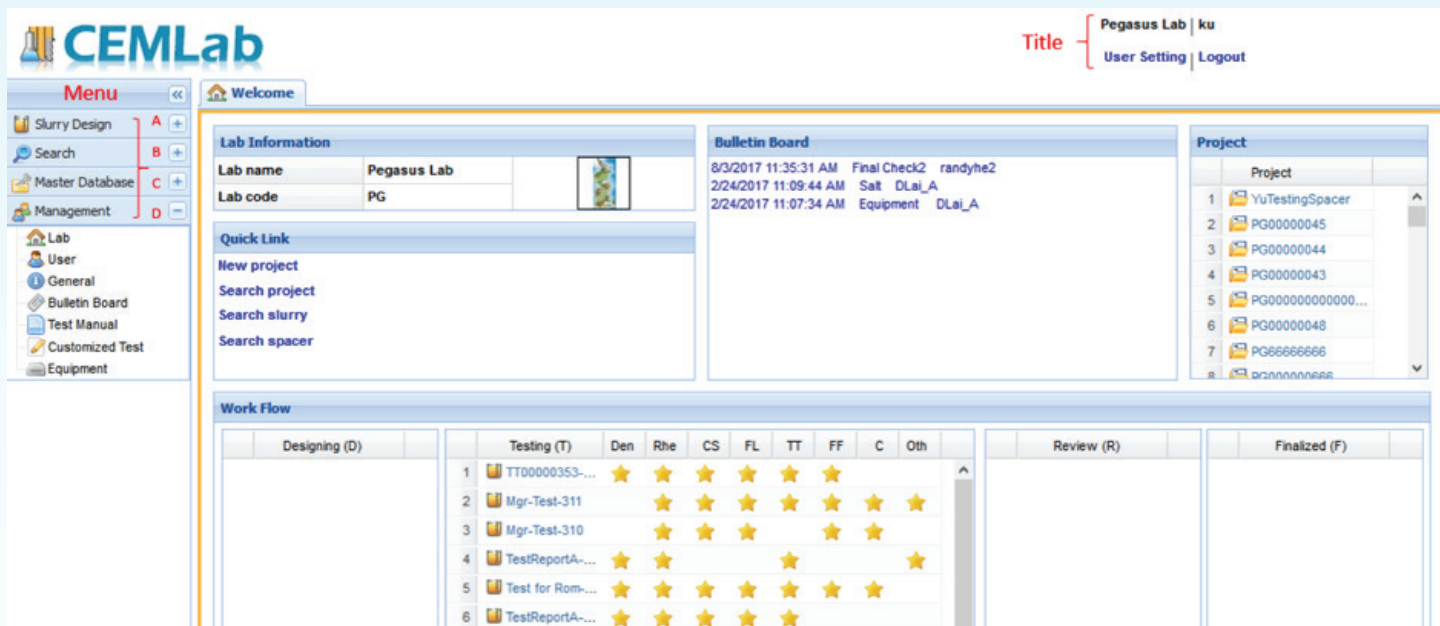 CEMLab
Title
Pegasus Lab | ku
User Setting | Logout
Menu
Slurry Design A
Search B
Master Database C
Management D
Lab
User
General
Bulletin Board
Test Manual
Customized Test
Equipment
Welcome
Lab Information
Lab name Pegasus Lab
Lab code PG
Quick Link
New project
Search project
Search slurry
Search spacer
Bulletin Board
8/3/2017 11:35:31 AM Final Check2 randyhe2
2/24/2017 11:09:44 AM Salt DLai_A
2/24/2017 11:07:34 AM Equipment DLai_A
Project
Project
1 YuTestingSpacer
2 PG00000045
3 PG00000044
4 PG00000043
5 PG000000000000...
6 PG00000048
7 PG66666666
8 PG000000666
Work Flow
Designing (D)
Testing (T) Den Rhe CS FL TT FF C Oth
1 TT00000353-...
2 Mgr-Test-311
3 Mgr-Test-310
4 TestReportA-...
5 Test for Rom-...
6 TestReportA-...
Review (R)
Finalized (F)